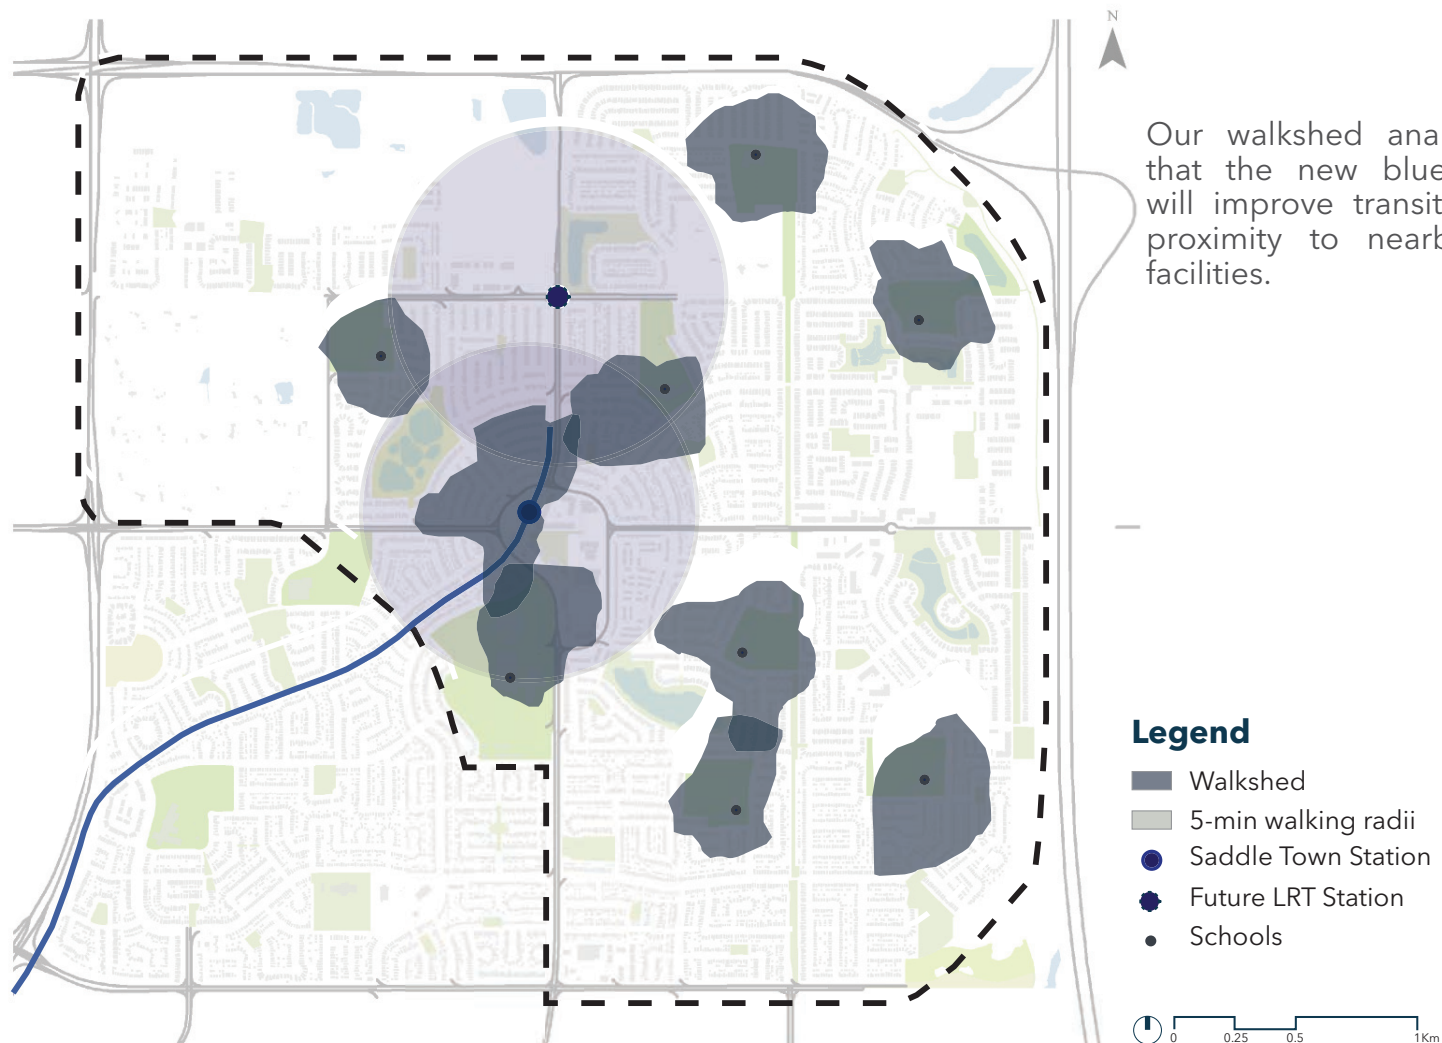 N
Our walkshed ana
that the new blue
will improve transit
proximity to nearb
facilities.
Legend
Walkshed
5-min walking radii
Saddle Town Station
Future LRT Station
Schools
0 0.25 0.5 1Km